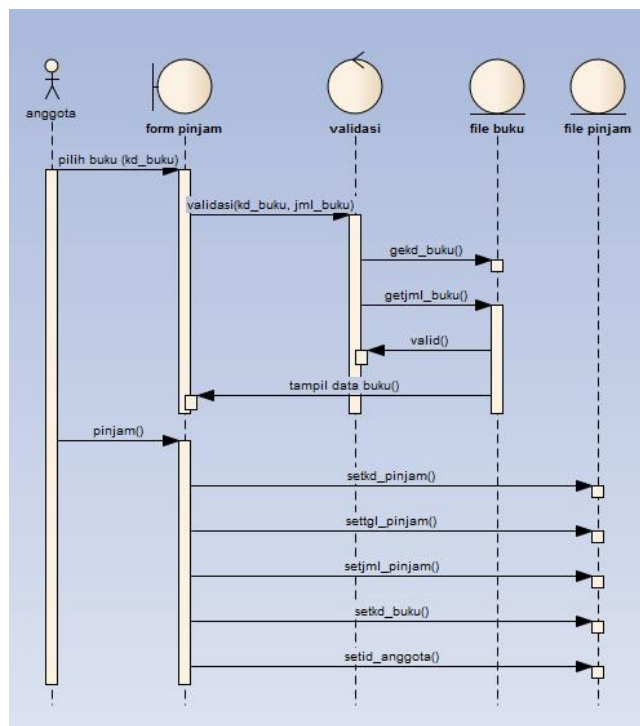 anggota
form pinjam
validasi
file buku
file pinjam
pilih buku (kd_buku)
validasi(kd_buku, jml_buku)
gekd_buku()
getjml_buku()
valid()
tampil data buku()
pinjam()
setkd_pinjam()
settgl_pinjam()
setjml_pinjam()
setkd_buku()
setid_anggota()